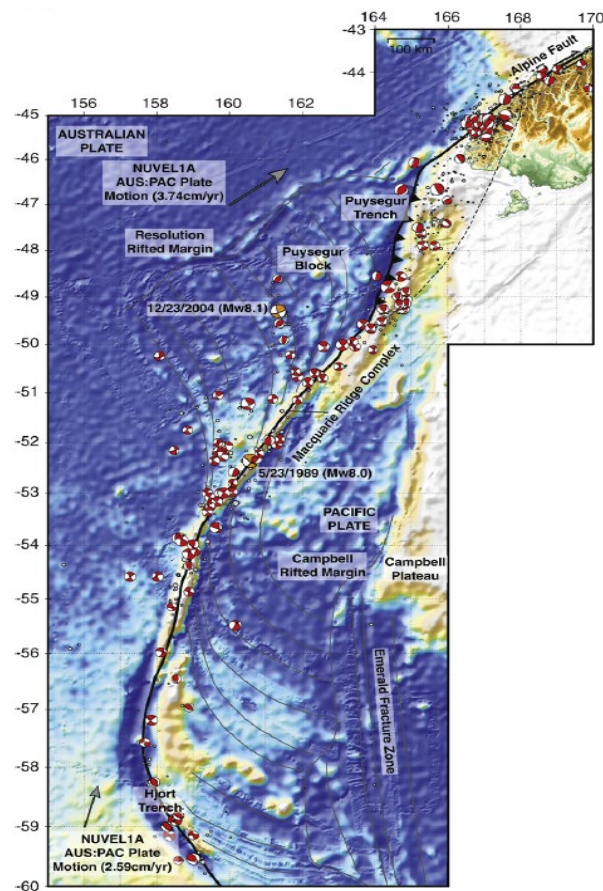 164 166 168 170
-43
100 km
Alpine Fault
-44
156 158 160 162
-45
AUSTRALIAN
PLATE
-46
NUVEL1A
AUS:PAC Plate
Motion (3.74cm/yr)
Puysegur
Trench
-47
Resolution
Rifted Margin
-48
Puysegur
Block
-49
12/23/2004 (Mw8.1)
-50
Macquarie Ridge Complex
-51
-52
5/23/1989 (Mw8.0)
-53
PACIFIC
PLATE
-54
Campbell
Rifted Margin
Campbell
Plateau
-55
-56
Emerald Fracture Zone
-57
-58
Hjort
Trench
-59
NUVEL1A
AUS:PAC Plate
Motion (2.59cm/yr)
-60